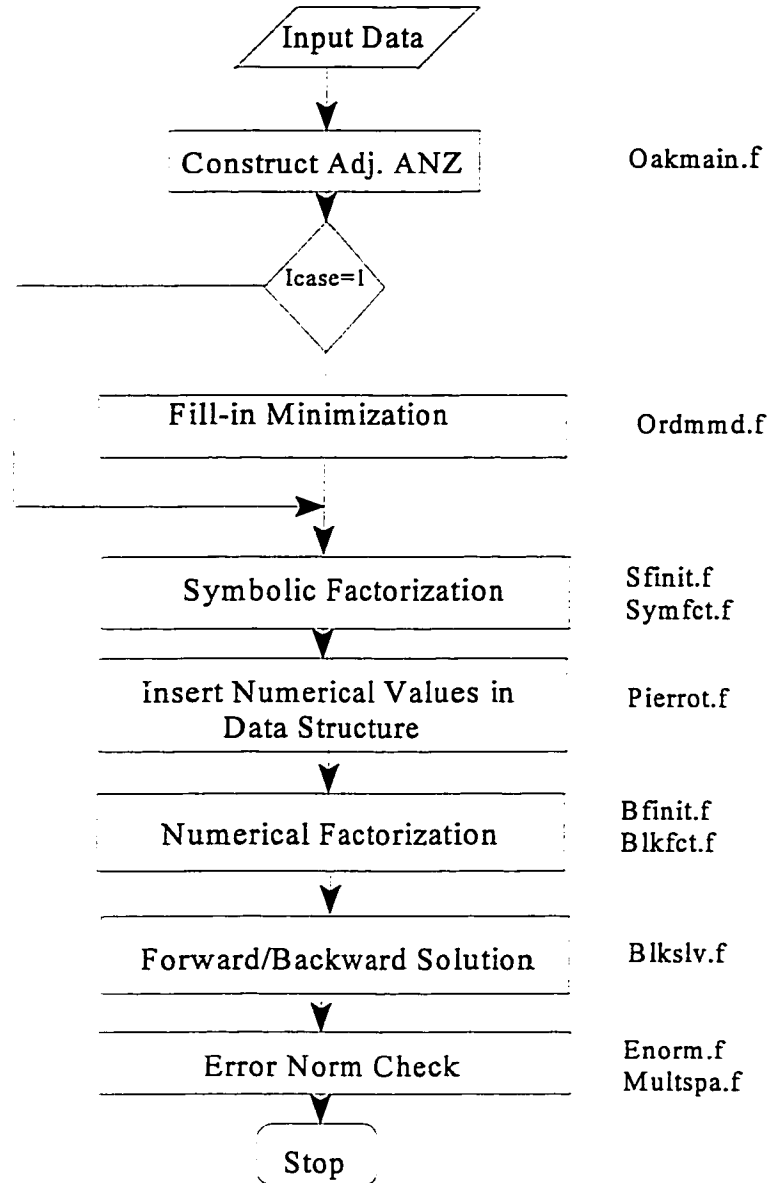 Input Data
Construct Adj. ANZ
Oakmain.f
Icase=1
Fill-in Minimization
Ordmmd.f
Symbolic Factorization
Sfinit.f
Symfct.f
Insert Numerical Values in
Data Structure
Pierrot.f
Numerical Factorization
Bfinit.f
Blkfct.f
Forward/Backward Solution
Blkslv.f
Error Norm Check
Enorm.f
Multspa.f
Stop